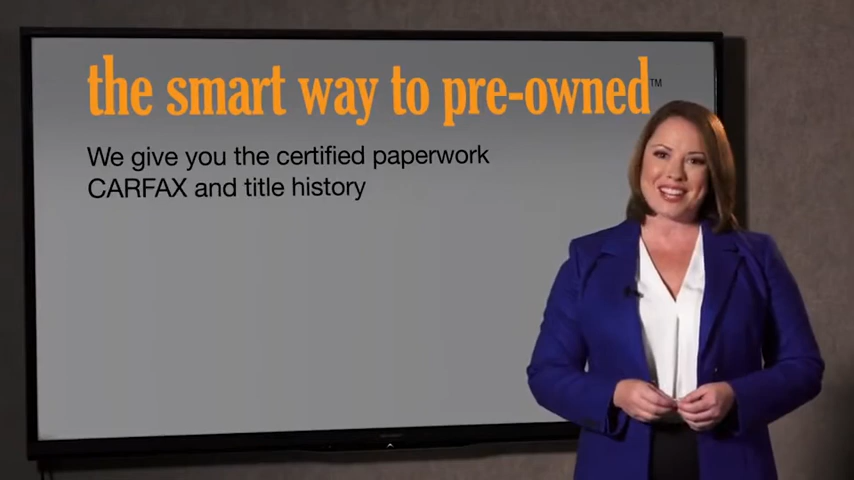 the smart way to pre-owned™
We give you the certified paperwork
CARFAX and title history